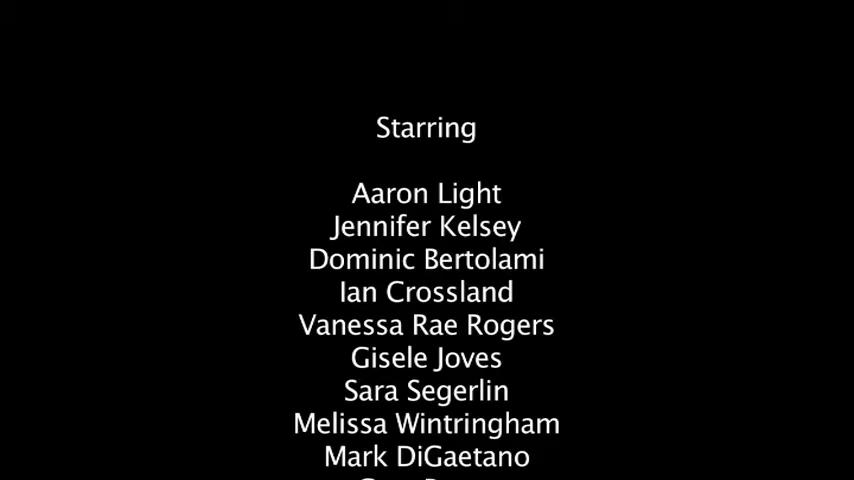 Starring
Aaron Light
Jennifer Kelsey
Dominic Bertolami
Ian Crossland
Vanessa Rae Rogers
Gisele Joves
Sara Segerlin
Melissa Wintringham
Mark DiGaetano